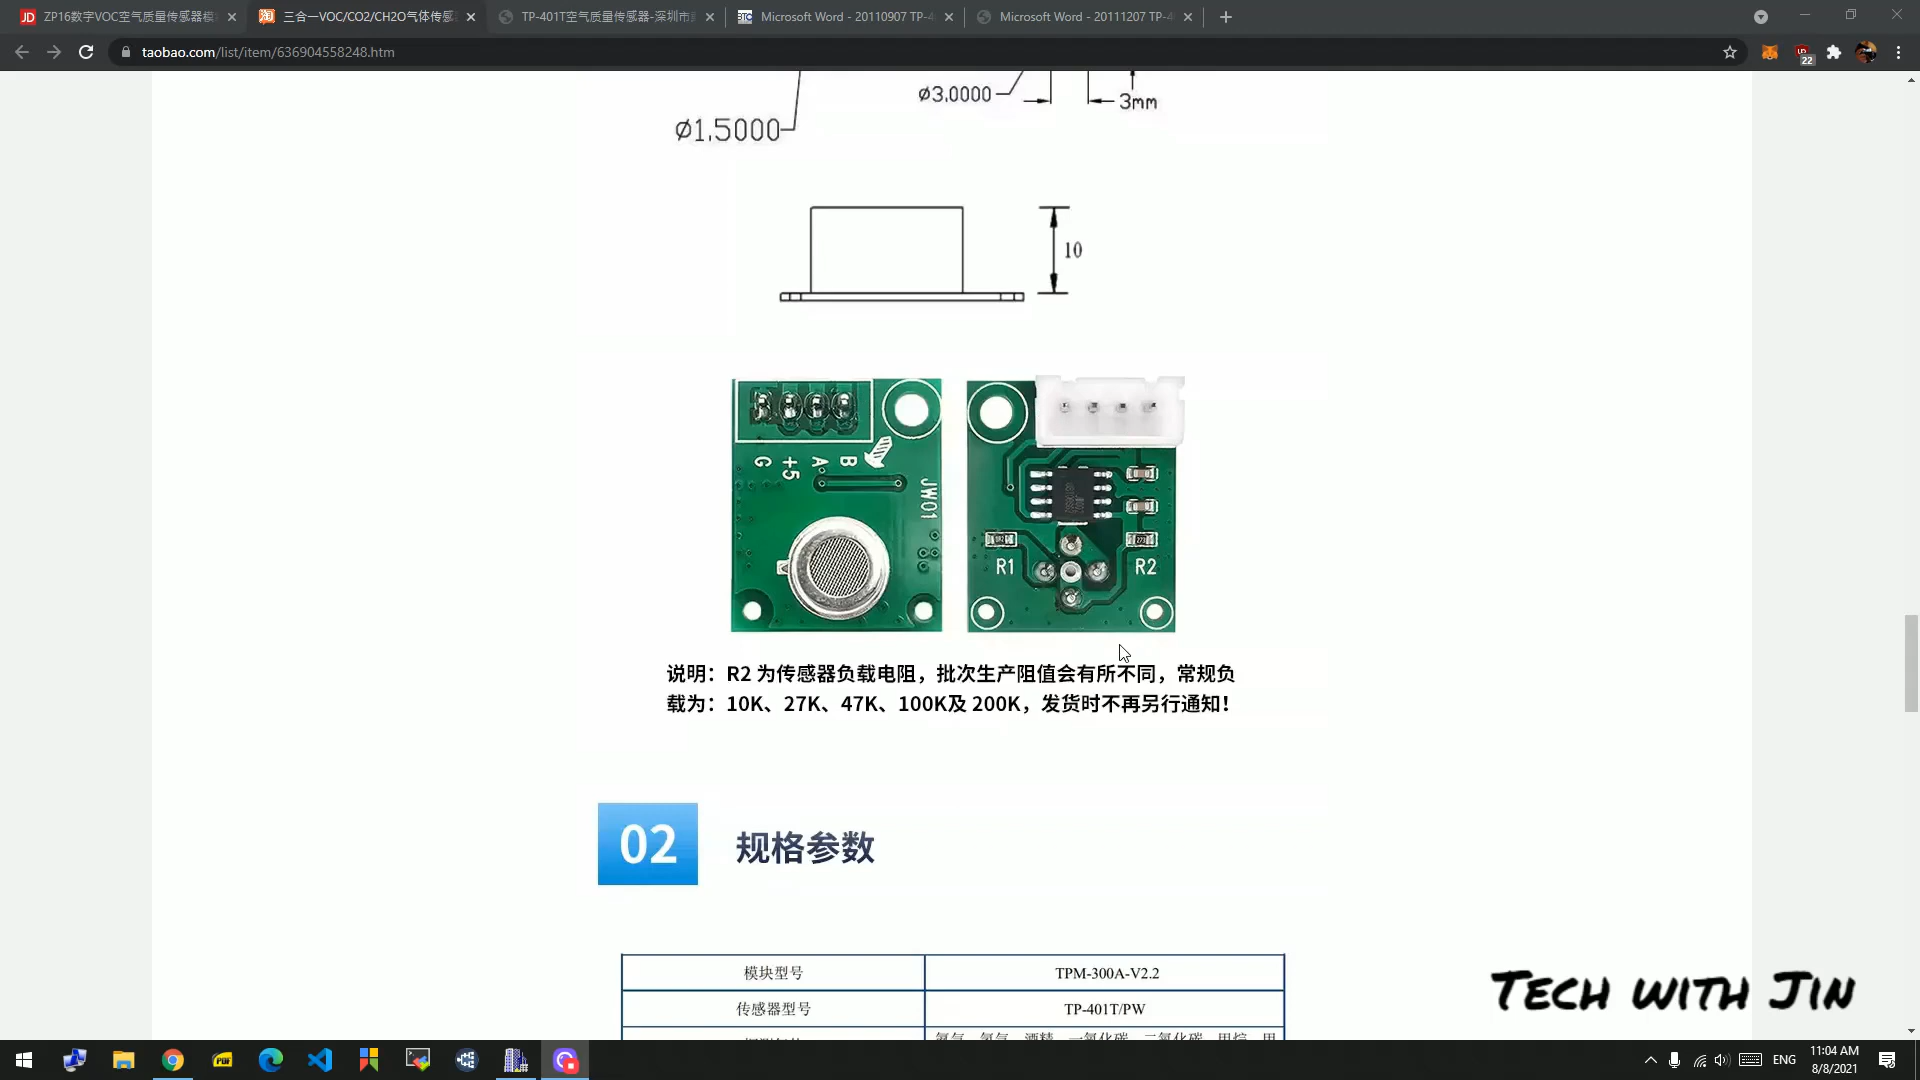 ZP16数字VOC空气质量传感器模
三合一VOC/CO2/CH2O气体传感
TP-401T空气质量传感器-深圳市
Microsoft Word - 20110907 TP-4
Microsoft Word - 20111207 TP-4
taobao.com/list/item/636904558248.htm
22
ø3.0000
3mm
ø1.5000
10
G +5 A B
JW01
R1
R2
说明：R2 为传感器负载电阻，批次生产阻值会有所不同，常规负
载为：10K、27K、47K、100K及 200K，发货时不再另行通知！
02
规格参数
模块型号 TPM-300A-V2.2
传感器型号 TP-401T/PW
TECH WITH JIN
ENG
11:04 AM
8/8/2021